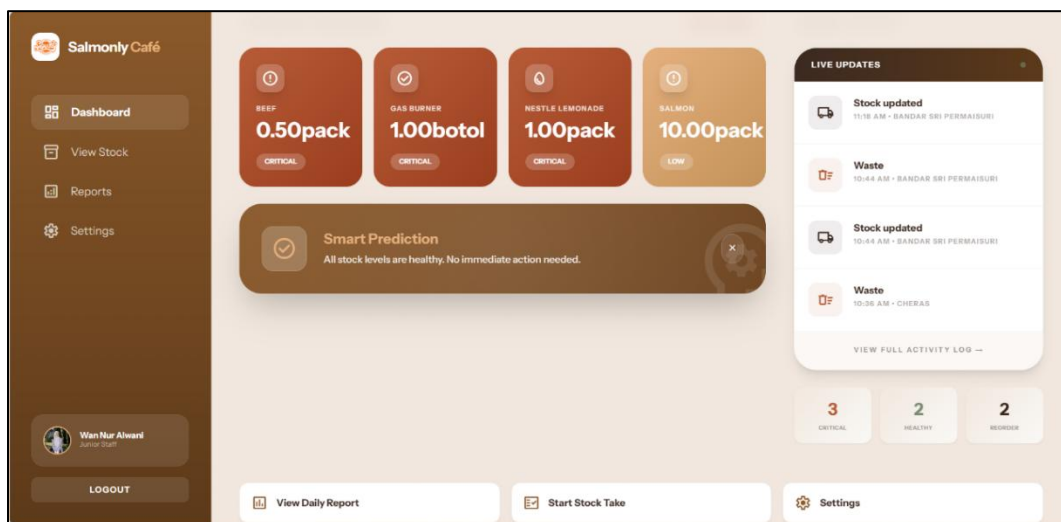 Salmonly Café
Dashboard
View Stock
Reports
Settings
Wan Nur Alwani
Junior Staff
LOGOUT
BEEF
0.50pack
CRITICAL
GAS BURNER
1.00botol
CRITICAL
NESTLE LEMONADE
1.00pack
CRITICAL
SALMON
10.00pack
LOW
Smart Prediction
All stock levels are healthy. No immediate action needed.
LIVE UPDATES
Stock updated
11:18 AM • BANDAR SRI PERMAISURI
Waste
10:44 AM • BANDAR SRI PERMAISURI
Stock updated
10:44 AM • BANDAR SRI PERMAISURI
Waste
10:36 AM • CHERAS
VIEW FULL ACTIVITY LOG →
3
CRITICAL
2
HEALTHY
2
REORDER
View Daily Report
Start Stock Take
Settings